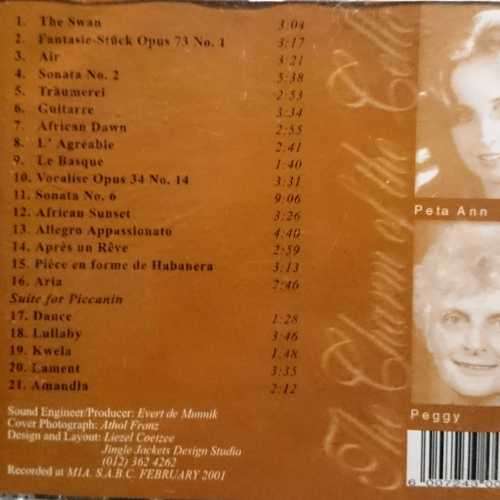 1. The Swan 3:04
2. Fantasie-Stück Opus 73 No. 1 3:17
3. Air 3:21
4. Sonata No. 2 5:38
5. Träumerei 2:53
6. Guitarre 3:34
7. African Dawn 2:55
8. L' Agréable 2:41
9. Le Basque 1:40
10. Vocalise Opus 34 No. 14 3:31
11. Sonata No. 6 9:06
12. African Sunset 3:26
13. Allegro Appassionato 4:40
14. Aprés un Rêve 2:59
15. Pièce en forme de Habanera 3:13
16. Aria 2:46
Suite for Piccanin
17. Dance 1:28
18. Lullaby 3:46
19. Kwela 1.48
20. Lament 3:35
21. Amandla 2:12
Sound Engineer/Producer: Evert de Munnik
Cover Photograph: Athol Franz
Design and Layout: Liezel Coetzee
Jingle Jackets Design Studio
(012) 362 4262
Recorded at MIA. S.A.B.C. FEBRUARY 2001
The Charm of the Cello
Peta Ann
Peggy